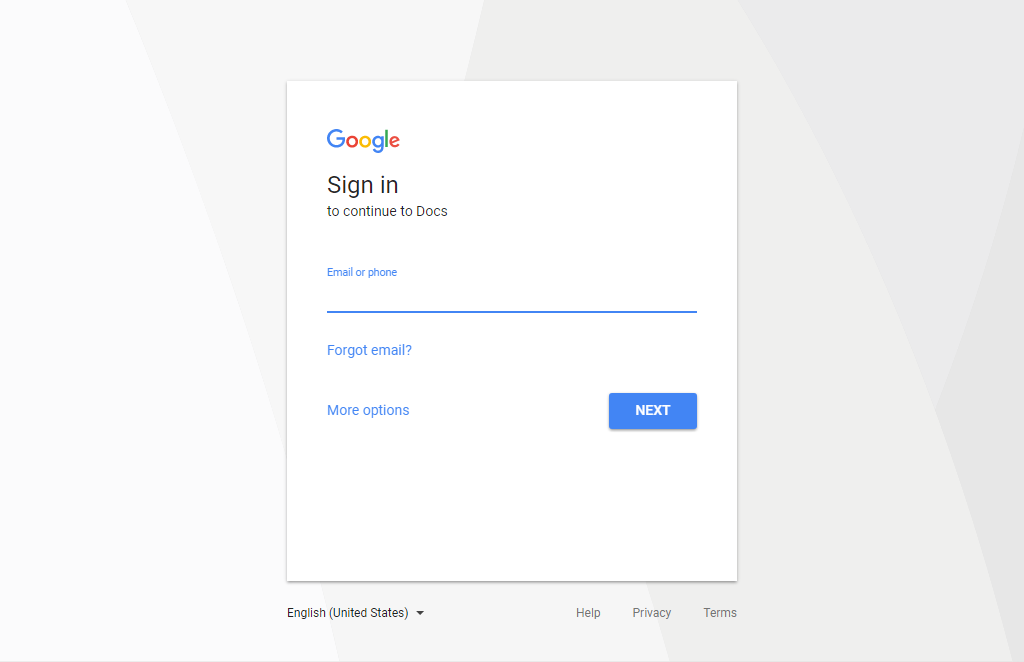 Google
Sign in
to continue to Docs
Email or phone
Forgot email?
More options NEXT
English (United States) Help Privacy Terms